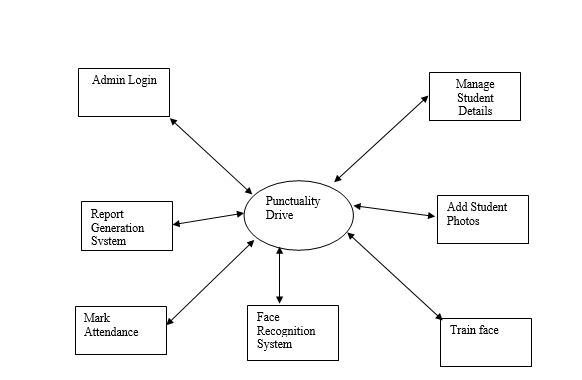 Admin Login
Manage
Student
Details
Punctuality
Drive
Report
Generation
System
Add Student
Photos
Mark
Attendance
Face
Recognition
System
Train face